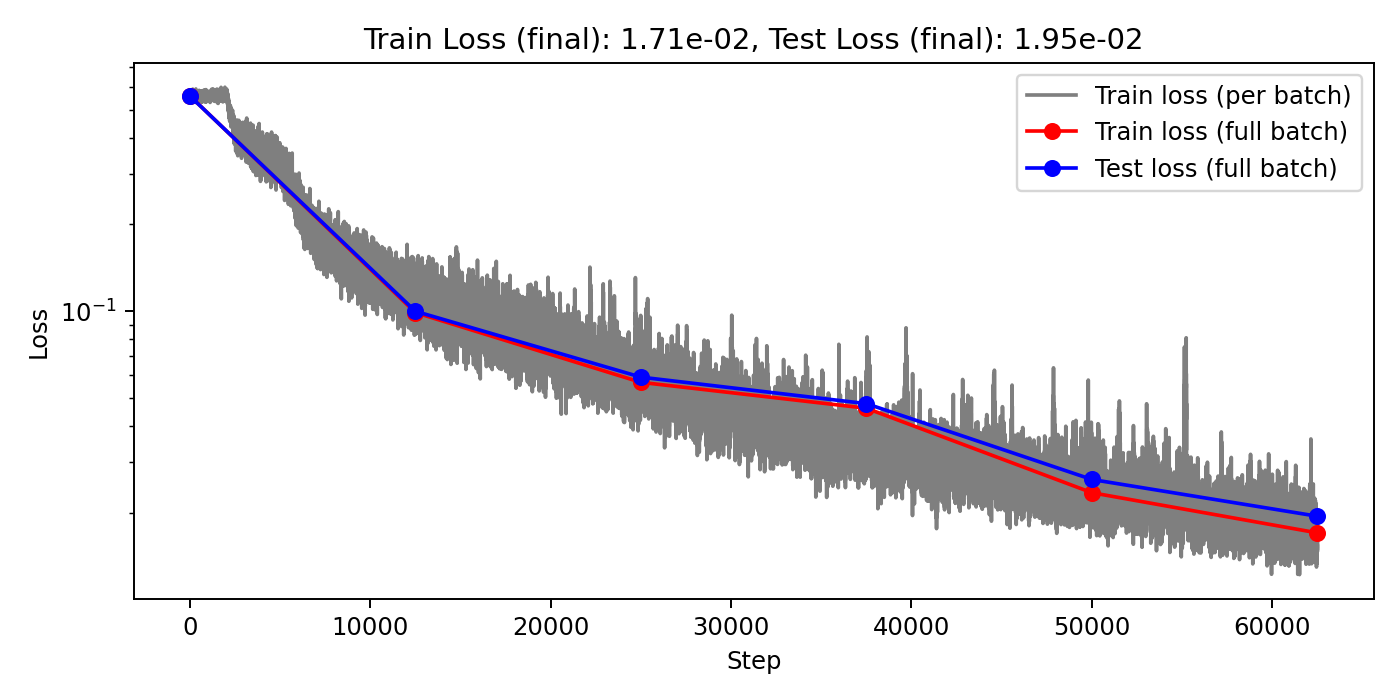 Train Loss (final): 1.71e-02, Test Loss (final): 1.95e-02
Train loss (per batch)
Train loss (full batch)
Test loss (full batch)
Loss
10⁻¹
0 10000 20000 30000 40000 50000 60000
Step